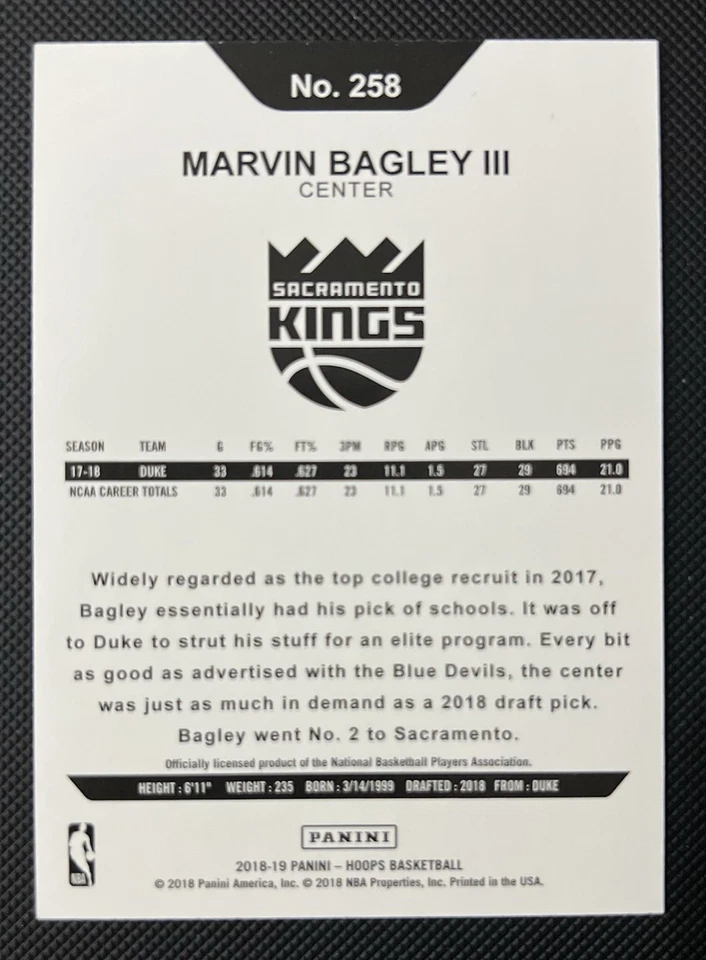 No. 258
MARVIN BAGLEY III
CENTER
SACRAMENTO
KINGS
SEASON TEAM G FG% FT% 3PM RPG APG STL BLK PTS PPG
17-18 DUKE 33 .614 .627 23 11.1 1.5 27 29 694 21.0
NCAA CAREER TOTALS 33 .614 .627 23 11.1 1.5 27 29 694 21.0
Widely regarded as the top college recruit in 2017,
Bagley essentially had his pick of schools. It was off
to Duke to strut his stuff for an elite program. Every bit
as good as advertised with the Blue Devils, the center
was just as much in demand as a 2018 draft pick.
Bagley went No. 2 to Sacramento.
Officially licensed product of the National Basketball Players Association.
HEIGHT : 6'11" WEIGHT : 235 BORN : 3/14/1999 DRAFTED : 2018 FROM : DUKE
PANINI
NBA
2018-19 PANINI – HOOPS BASKETBALL
© 2018 Panini America, Inc. © 2018 NBA Properties, Inc. Printed in the USA.